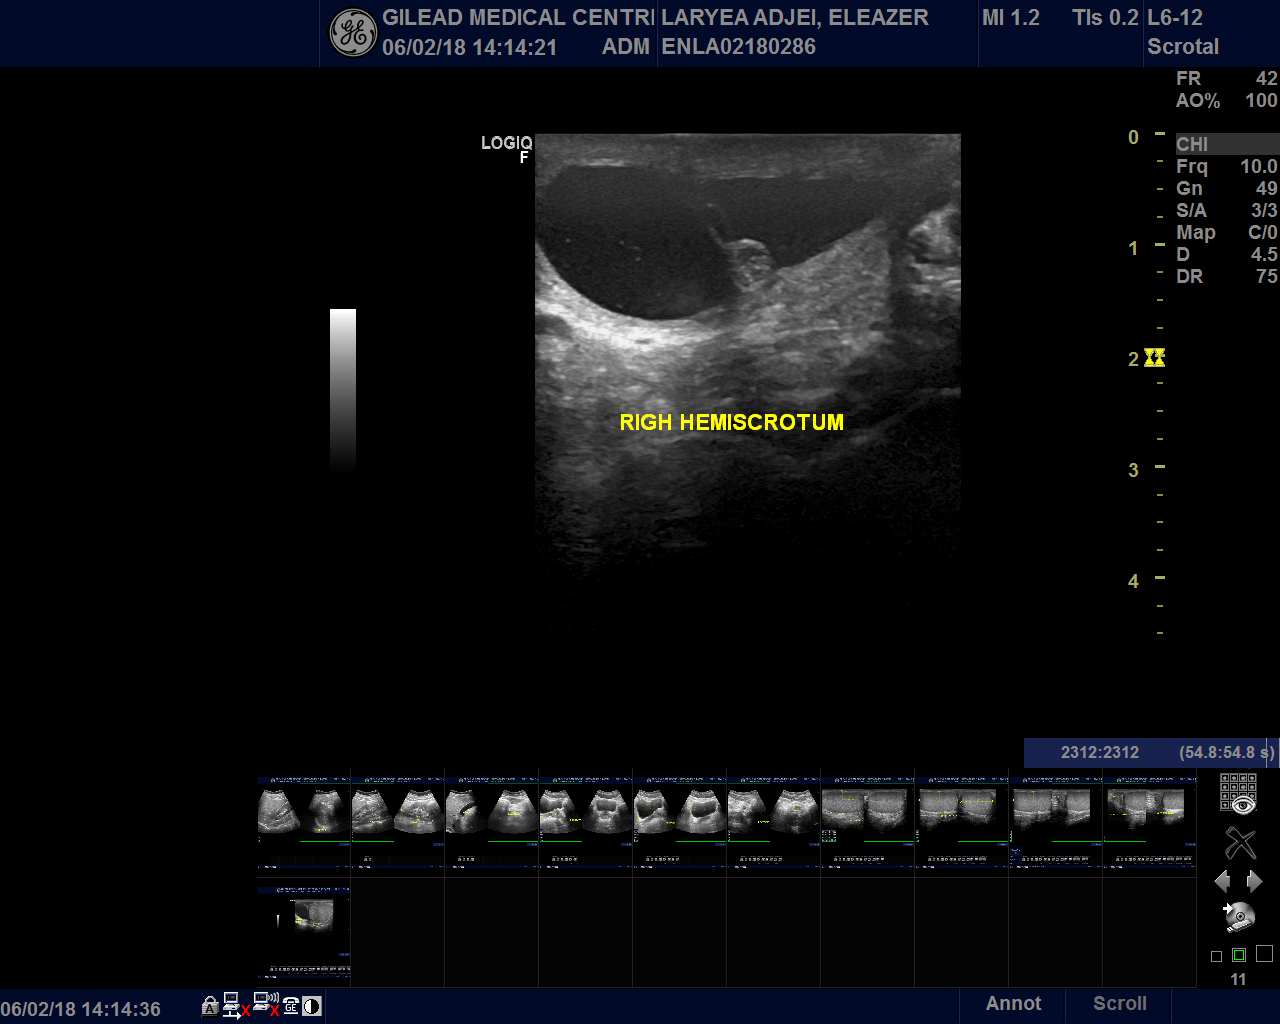 GILEAD MEDICAL CENTR
LARYEA ADJEI, ELEAZER
MI 1.2
TIs 0.2
L6-12
06/02/18 14:14:21
ADM
ENLA02180286
Scrotal
FR 42
AO% 100
LOGIQ
F
CHI
Frq 10.0
Gn 49
S/A 3/3
Map C/0
D 4.5
DR 75
0
1
2
3
4
RIGH HEMISCROTUM
2312:2312 (54.8:54.8 s)
11
06/02/18 14:14:36
Annot
Scroll